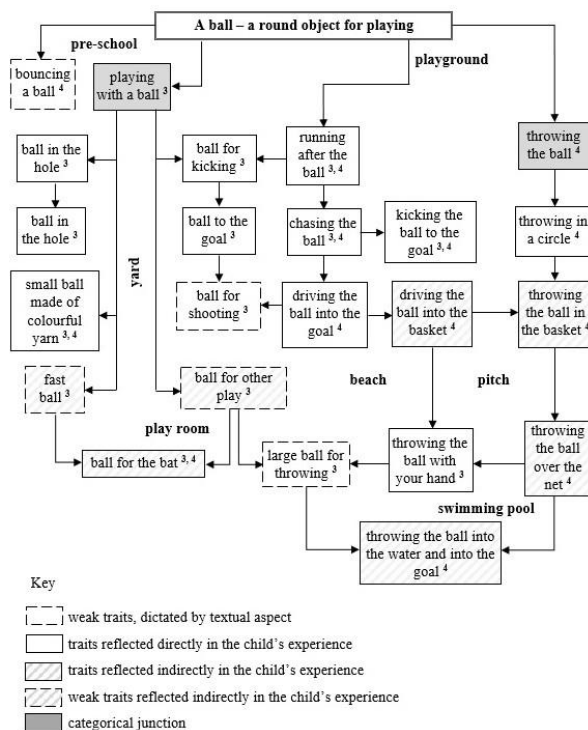 A ball – a round object for playing
pre-school
playground
bouncing
a ball 4
playing
with a ball 3
throwing
the ball 4
ball in the
hole 3
ball for
kicking 3
running
after the
ball 3, 4
ball in
the hole 3
ball to the
goal 3
chasing the
ball 3, 4
kicking the
ball to
goal 3, 4
throwing in
a circle 4
yard
small ball
made of
colourful
yarn 3, 4
ball for
shooting 3
driving the
ball into the
goal 4
driving the
ball into the
basket 4
throwing
the ball in
the basket 4
fast
ball 3
ball for other
play 3
beach
pitch
play room
ball for the bat 3, 4
large ball for
throwing 3
throwing the
ball with
your hand 3
throwing
the ball
over the
net 4
swimming pool
throwing the ball into
the water and into the
goal 4
Key
weak traits, dictated by textual aspect
traits reflected directly in the child's experience
traits reflected indirectly in the child's experience
weak traits reflected indirectly in the child's experience
categorical junction